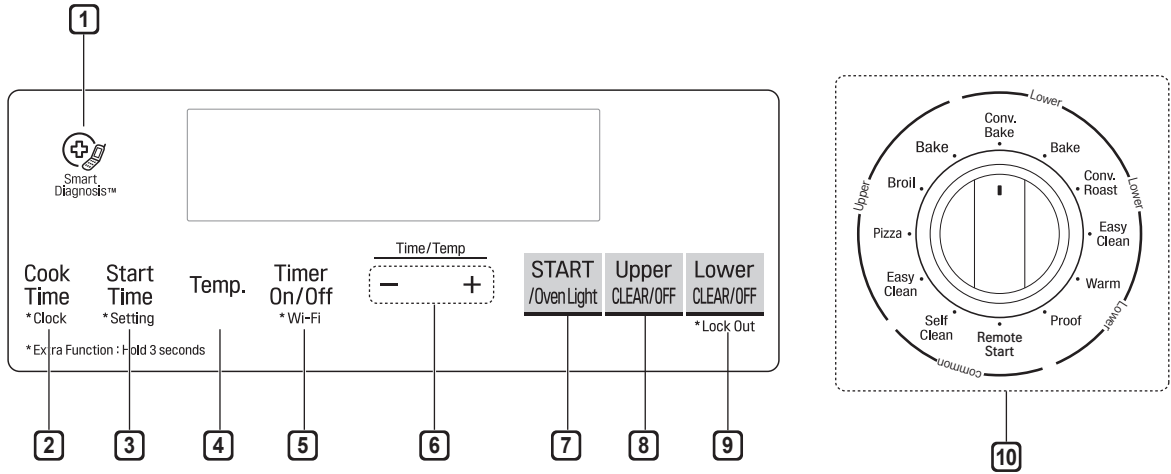 1
Smart
Diagnosis™
Cook
Time
*Clock
Start
Time
*Setting
Temp.
Timer
On/Off
*Wi-Fi
Time/Temp
− +
START
/Oven Light
Upper
CLEAR/OFF
Lower
CLEAR/OFF
*Lock Out
*Extra Function : Hold 3 seconds
2 3 4 5 6 7 8 9
Lower
Conv.
Bake
Bake
Conv.
Roast
Lower
Easy
Clean
Warm
Lower
Proof
Remote
Start
common
Self
Clean
Easy
Clean
Pizza
Upper
Broil
Bake
10